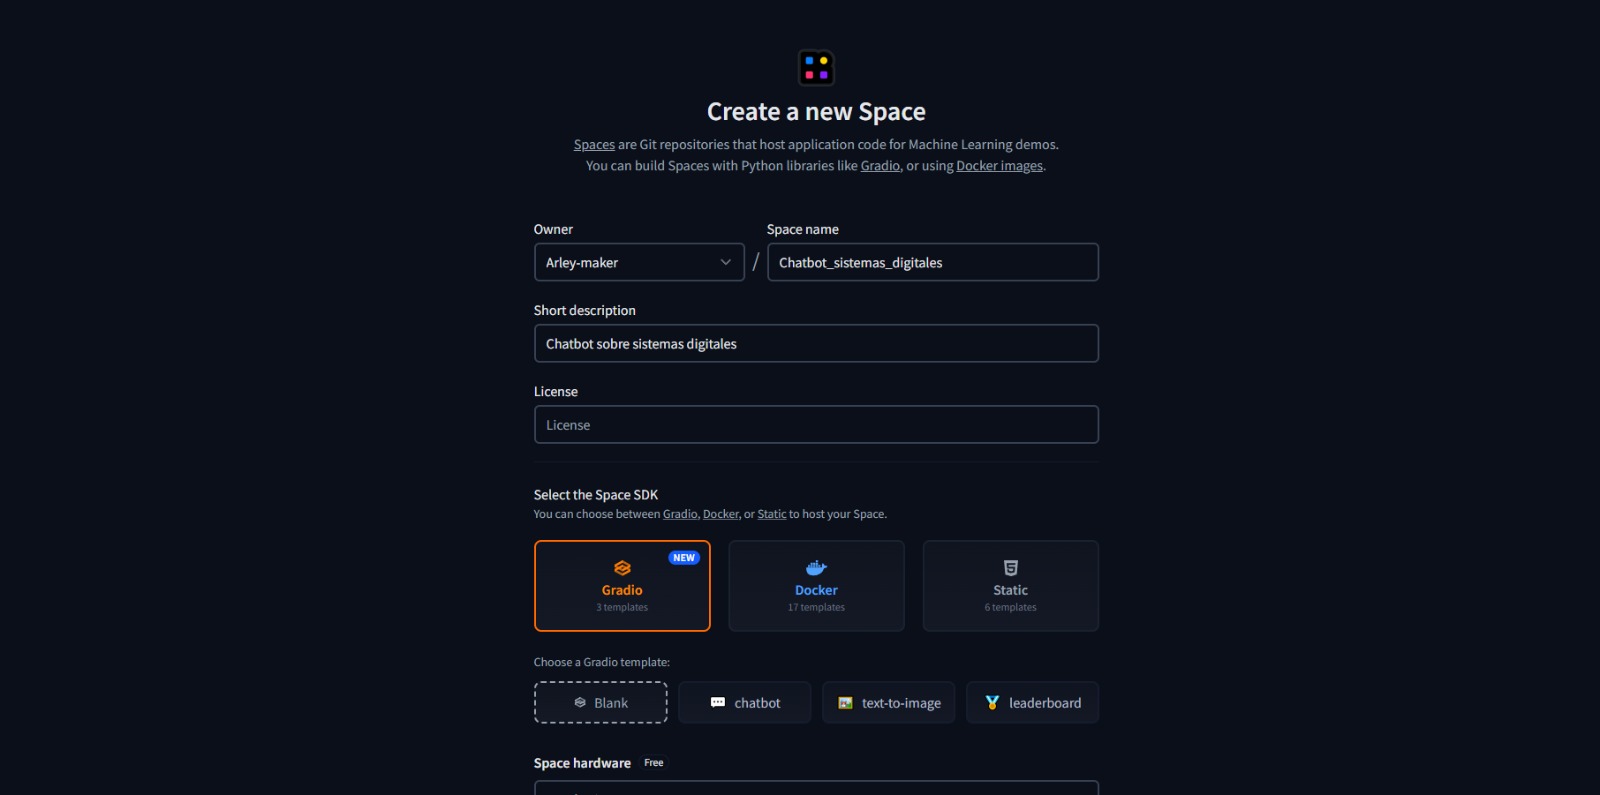 Create a new Space
Spaces are Git repositories that host application code for Machine Learning demos.
You can build Spaces with Python libraries like Gradio, or using Docker images.
Owner
Space name
Arley-maker
/
Chatbot_sistemas_digitales
Short description
Chatbot sobre sistemas digitales
License
License
Select the Space SDK
You can choose between Gradio, Docker, or Static to host your Space.
NEW
Gradio
3 templates
Docker
17 templates
Static
6 templates
Choose a Gradio template:
Blank
chatbot
text-to-image
leaderboard
Space hardware Free